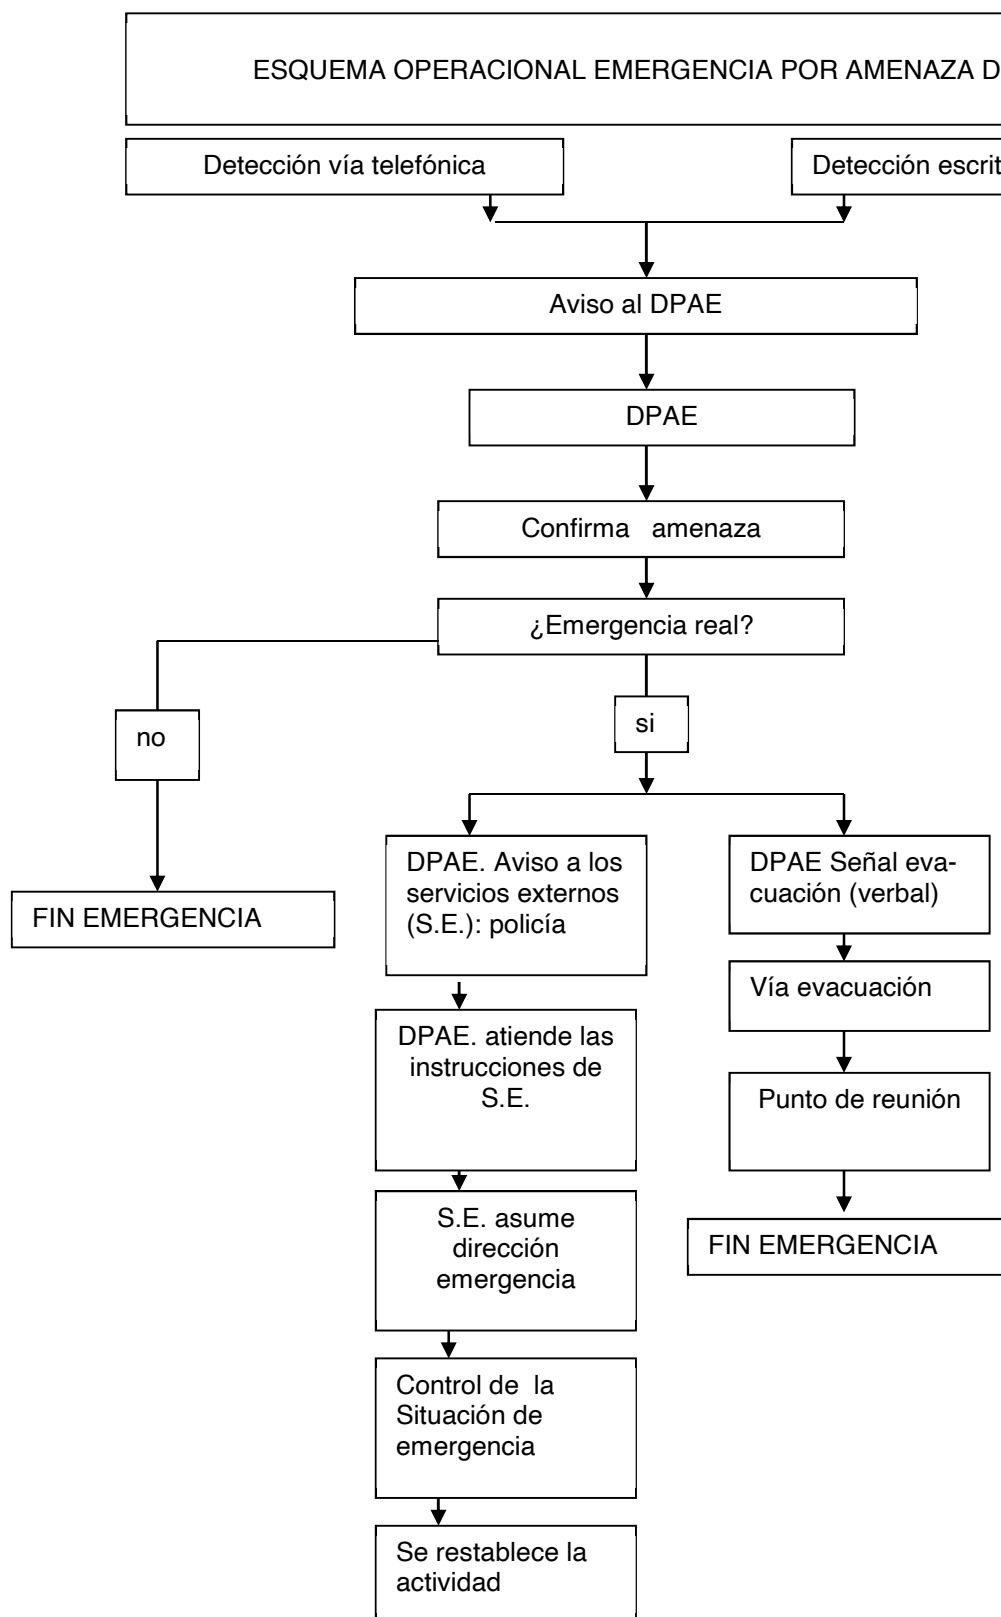 ESQUEMA OPERACIONAL EMERGENCIA POR AMENAZA D
Detección vía telefónica
Detección escrit
Aviso al DPAE
DPAE
Confirma amenaza
¿Emergencia real?
no
si
DPAE. Aviso a los
servicios externos
(S.E.): policía
DPAE Señal eva-
cuación (verbal)
FIN EMERGENCIA
Vía evacuación
DPAE. atiende las
instrucciones de
S.E.
Punto de reunión
S.E. asume
dirección
emergencia
FIN EMERGENCIA
Control de la
Situación de
emergencia
Se restablece la
actividad